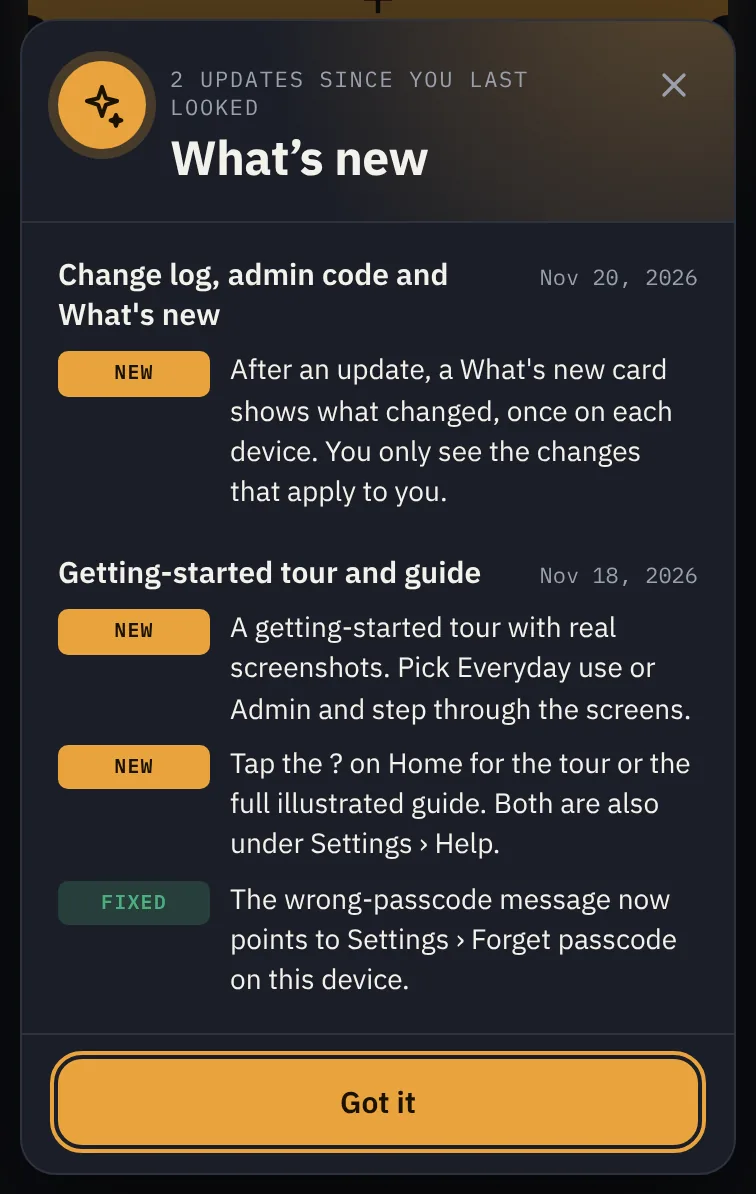 2 UPDATES SINCE YOU LAST
LOOKED
What’s new
Change log, admin code and
What's new
Nov 20, 2026
NEW
After an update, a What's new card
shows what changed, once on each
device. You only see the changes
that apply to you.
Getting-started tour and guide
Nov 18, 2026
NEW
A getting-started tour with real
screenshots. Pick Everyday use or
Admin and step through the screens.
NEW
Tap the ? on Home for the tour or the
full illustrated guide. Both are also
under Settings › Help.
FIXED
The wrong-passcode message now
points to Settings › Forget passcode
on this device.
Got it